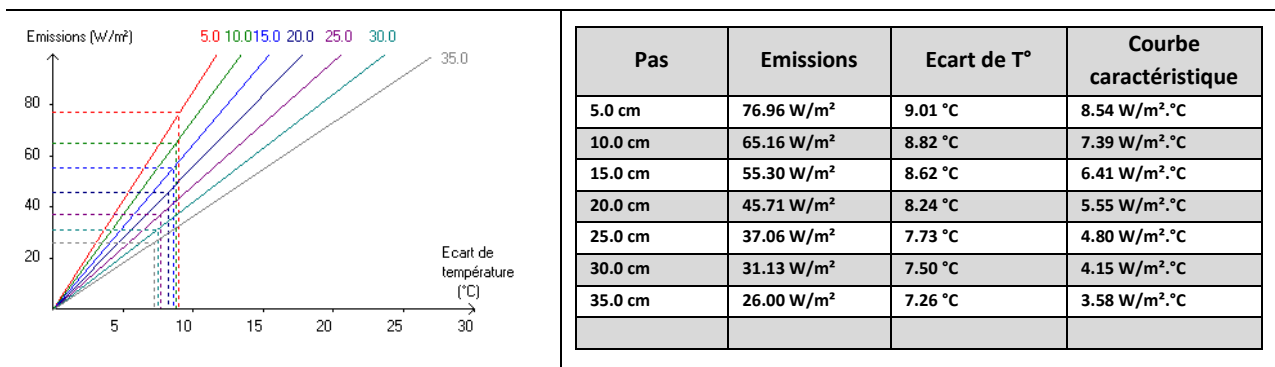 Emissions (W/m²)
5.0 10.0 15.0 20.0 25.0 30.0
35.0
80
60
40
20
Ecart de
température
(°C)
5 10 15 20 25 30
Pas Emissions Ecart de T° Courbe
caractéristique
5.0 cm 76.96 W/m² 9.01 °C 8.54 W/m².°C
10.0 cm 65.16 W/m² 8.82 °C 7.39 W/m².°C
15.0 cm 55.30 W/m² 8.62 °C 6.41 W/m².°C
20.0 cm 45.71 W/m² 8.24 °C 5.55 W/m².°C
25.0 cm 37.06 W/m² 7.73 °C 4.80 W/m².°C
30.0 cm 31.13 W/m² 7.50 °C 4.15 W/m².°C
35.0 cm 26.00 W/m² 7.26 °C 3.58 W/m².°C